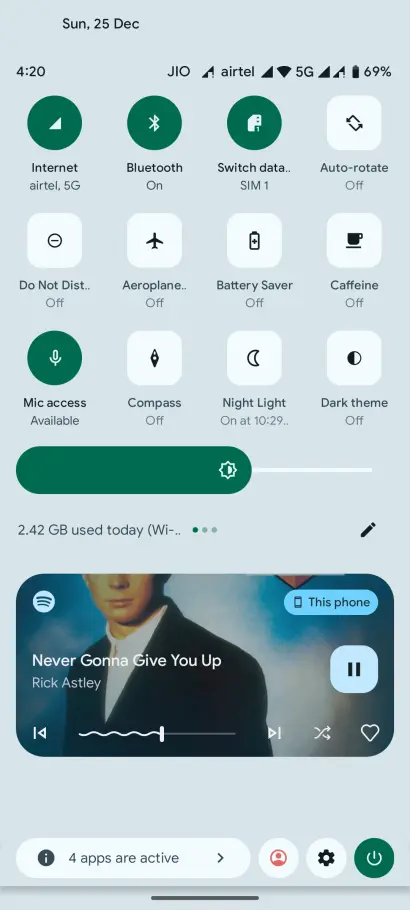 Sun, 25 Dec
4:20 JIO airtel 5G 69%
Internet Bluetooth Switch data.. Auto-rotate
airtel, 5G On SIM 1 Off
Do Not Dist.. Aeroplane.. Battery Saver Caffeine
Off Off Off Off
Mic access Compass Night Light Dark theme
Available Off On at 10:29.. Off
2.42 GB used today (Wi-..
This phone
Never Gonna Give You Up
Rick Astley
4 apps are active